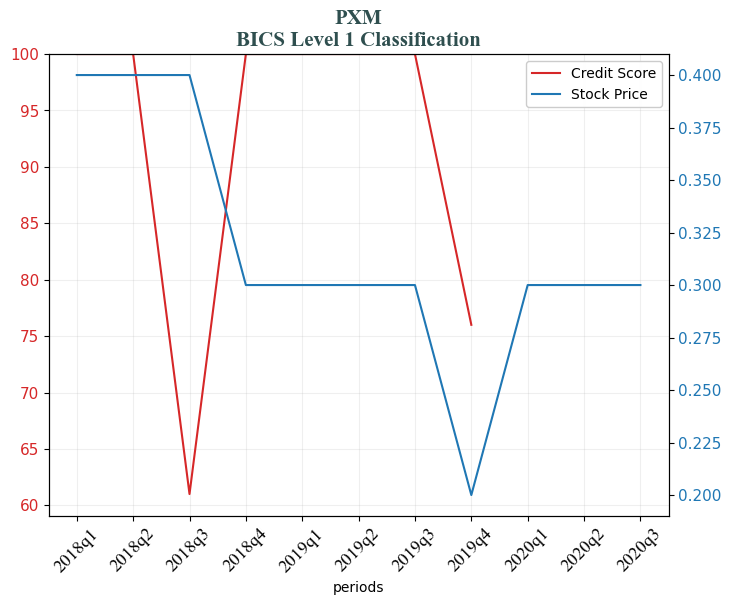 PXM
BICS Level 1 Classification
100
95
90
85
80
75
70
65
60
Credit Score
Stock Price
0.400
0.375
0.350
0.325
0.300
0.275
0.250
0.225
0.200
2018q1
2018q2
2018q3
2018q4
2019q1
2019q2
2019q3
2019q4
2020q1
2020q2
2020q3
periods